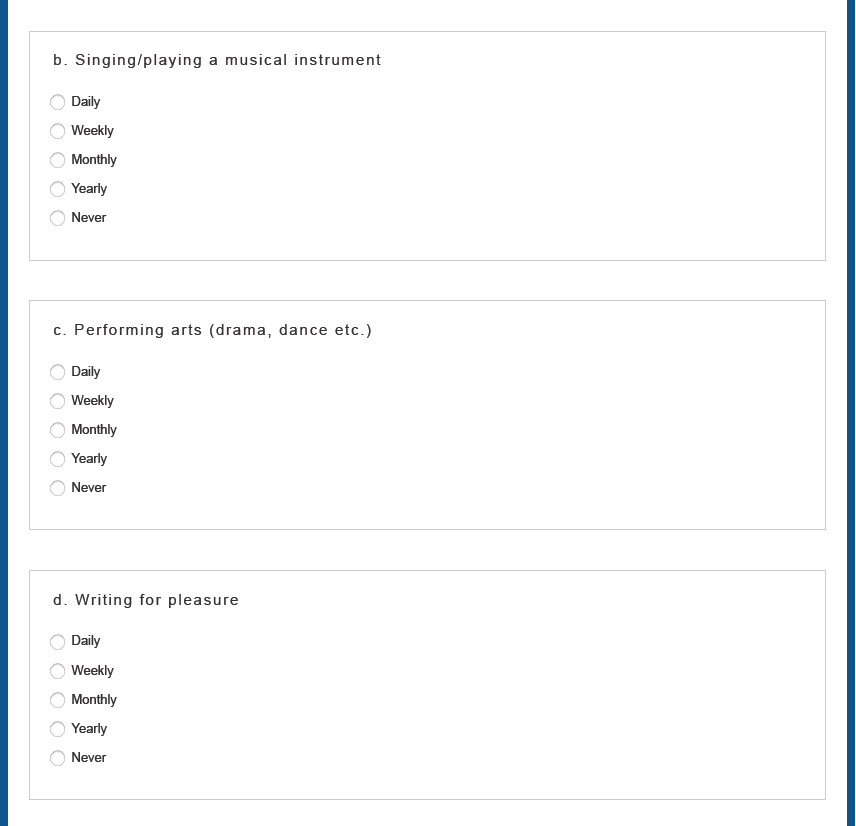 b. Singing/playing a musical instrument
Daily
Weekly
Monthly
Yearly
Never
c. Performing arts (drama, dance etc.)
Daily
Weekly
Monthly
Yearly
Never
d. Writing for pleasure
Daily
Weekly
Monthly
Yearly
Never